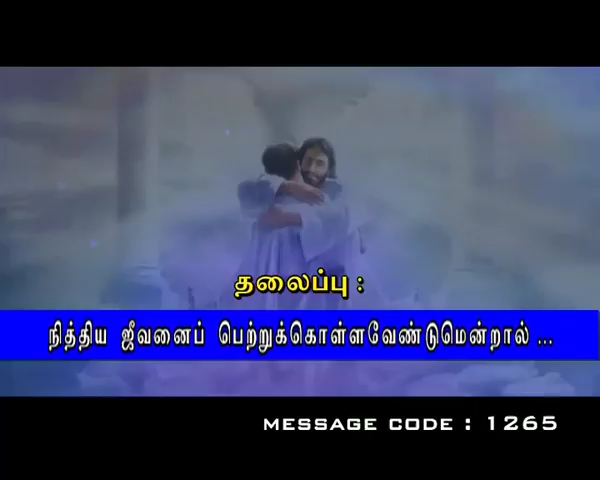 தலைப்பு :
நித்திய ஜீவனைப் பெற்றுக்கொள்ளவேண்டுமென்றால் ...
MESSAGE CODE : 1265